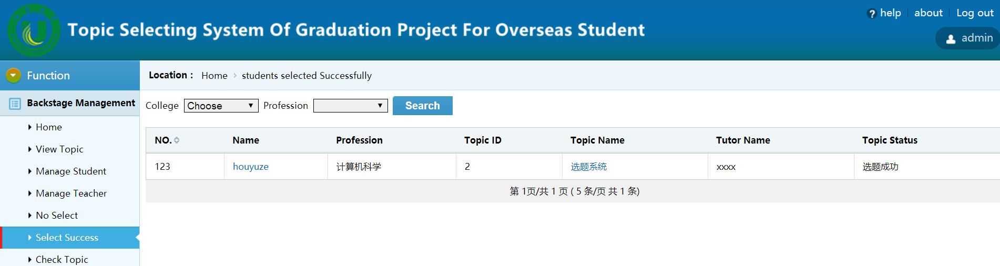 help about Log out
Topic Selecting System Of Graduation Project For Overseas Student
admin
Function
Location : Home › students selected Successfully
Backstage Management
College Choose Profession Search
Home
View Topic
Manage Student
Manage Teacher
No Select
Select Success
Check Topic
NO. Name Profession Topic ID Topic Name Tutor Name Topic Status
123 houyuze 计算机科学 2 选题系统 xxxx 选题成功
第 1页/共 1 页 ( 5 条/页 共 1 条)